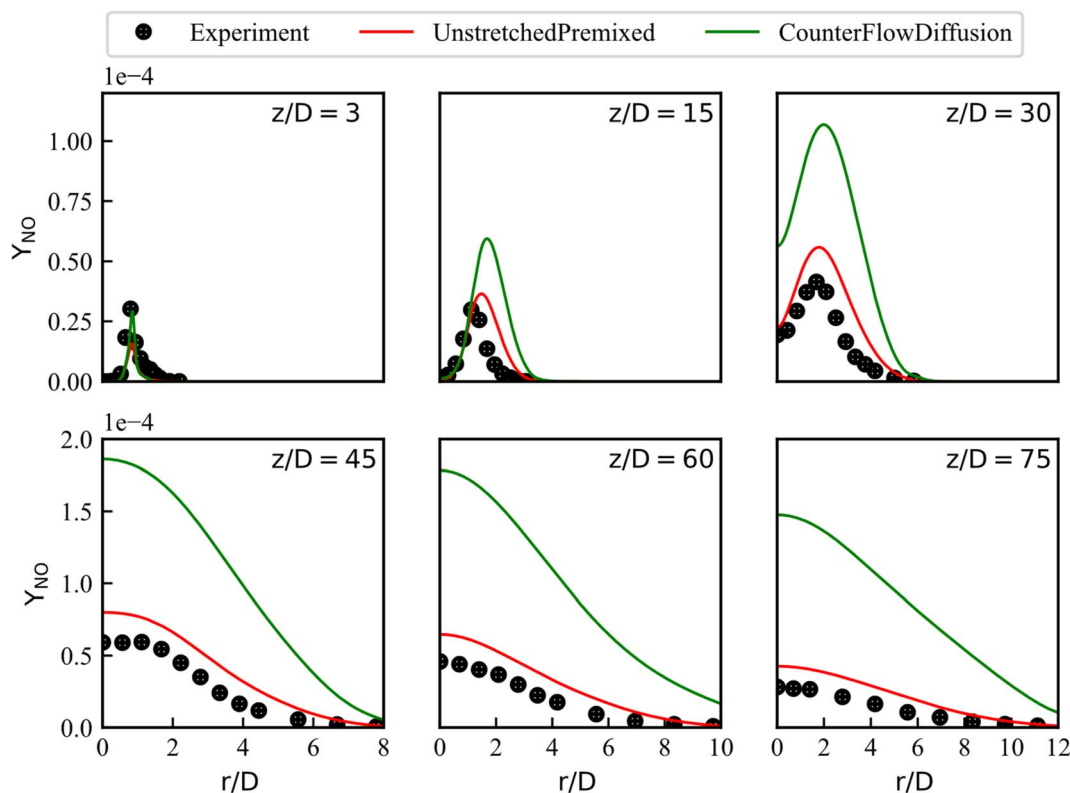 Experiment UnstretchedPremixed CounterFlowDiffusion
1e−4
z/D = 3
z/D = 15
z/D = 30
1.00
0.75
0.50
0.25
0.00
Y_NO
1e−4
z/D = 45
z/D = 60
z/D = 75
2.0
1.5
1.0
0.5
0.0
Y_NO
0 2 4 6 8
0 2 4 6 8 10
0 2 4 6 8 10 12
r/D
r/D
r/D